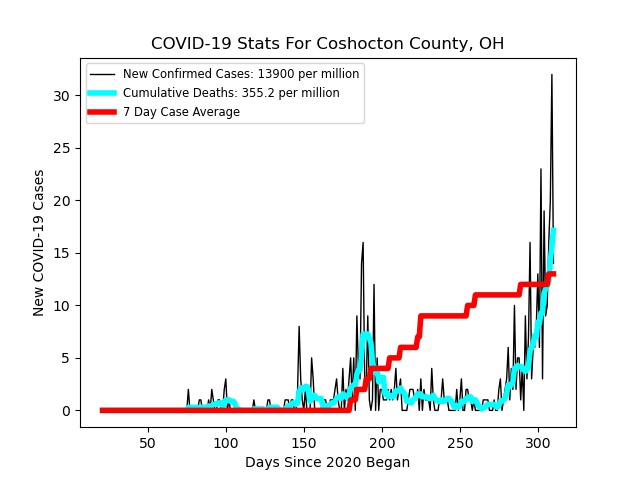 COVID-19 Stats For Coshocton County, OH
New Confirmed Cases: 13900 per million
Cumulative Deaths: 355.2 per million
7 Day Case Average
New COVID-19 Cases
30
25
20
15
10
5
0
50 100 150 200 250 300
Days Since 2020 Began